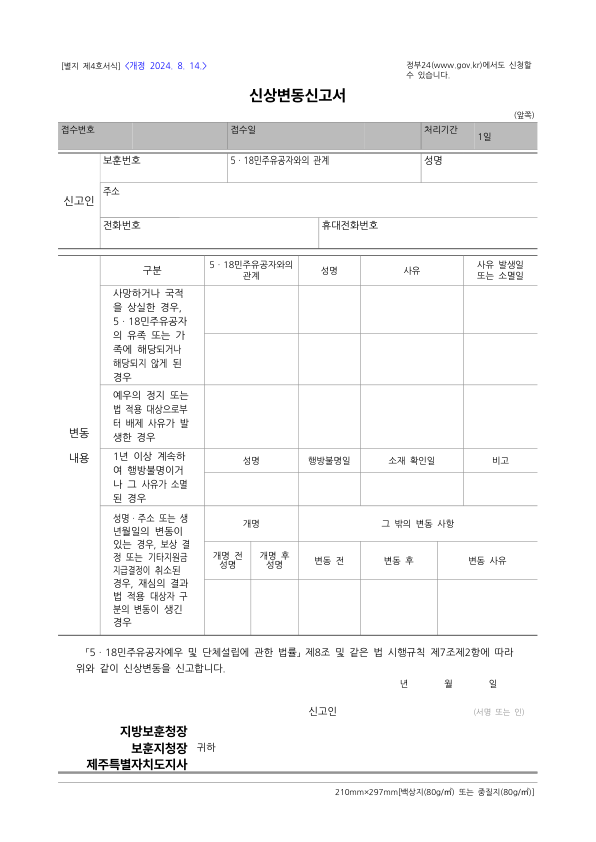 [별지 제4호서식] <개정 2024. 8. 14.>
정부24(www.gov.kr)에서도 신청할
수 있습니다.
신상변동신고서
(앞쪽)
접수번호 접수일 처리기간 1일
신고인
보훈번호 5ㆍ18민주유공자와의 관계 성명
주소
전화번호 휴대전화번호
변동
내용
구분
5ㆍ18민주유공자와의
관계
성명
사유
사유 발생일
또는 소멸일
사망하거나 국적
을 상실한 경우,
5ㆍ18민주유공자
의 유족 또는 가
족에 해당되거나
해당되지 않게 된
경우
예우의 정지 또는
법 적용 대상으로부
터 배제 사유가 발
생한 경우
1년 이상 계속하
여 행방불명이거
나 그 사유가 소멸
된 경우
성명 행방불명일 소재 확인일 비고
성명ㆍ주소 또는 생
년월일의 변동이
있는 경우, 보상 결
정 또는 기타지원금
지급결정이 취소된
경우, 재심의 결과
법 적용 대상자 구
분의 변동이 생긴
경우
개명 그 밖의 변동 사항
개명 전
성명
개명 후
성명
변동 전 변동 후 변동 사유
「5ㆍ18민주유공자예우 및 단체설립에 관한 법률」 제8조 및 같은 법 시행규칙 제7조제2항에 따라
위와 같이 신상변동을 신고합니다.
년 월 일
신고인 (서명 또는 인)
지방보훈청장
보훈지청장 귀하
제주특별자치도지사
210mm×297mm[백상지(80g/㎡) 또는 중질지(80g/㎡)]